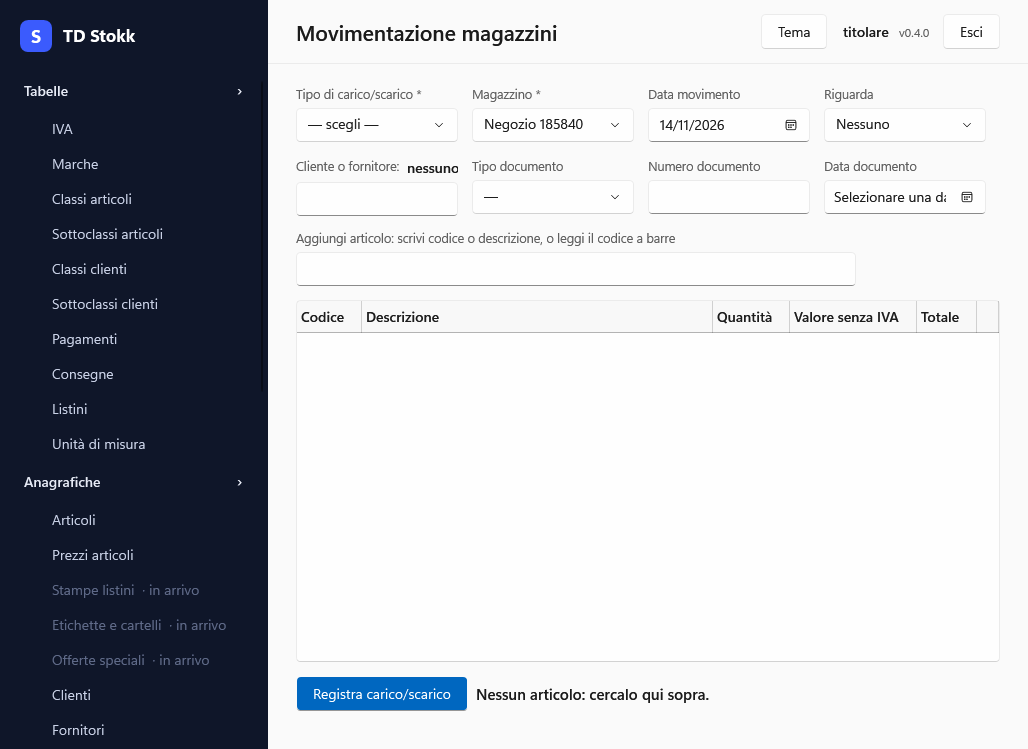 S TD Stokk
Tabelle
IVA
Marche
Classi articoli
Sottoclassi articoli
Classi clienti
Sottoclassi clienti
Pagamenti
Consegne
Listini
Unità di misura
Anagrafiche
Articoli
Prezzi articoli
Stampe listini · in arrivo
Etichette e cartelli · in arrivo
Offerte speciali · in arrivo
Clienti
Fornitori
Movimentazione magazzini
Tema titolare v0.4.0 Esci
Tipo di carico/scarico * Magazzino * Data movimento Riguarda
— scegli — Negozio 185840 14/11/2026 Nessuno
Cliente o fornitore: nessuno Tipo documento Numero documento Data documento
— Selezionare una da
Aggiungi articolo: scrivi codice o descrizione, o leggi il codice a barre
Codice Descrizione Quantità Valore senza IVA Totale
Registra carico/scarico Nessun articolo: cercalo qui sopra.